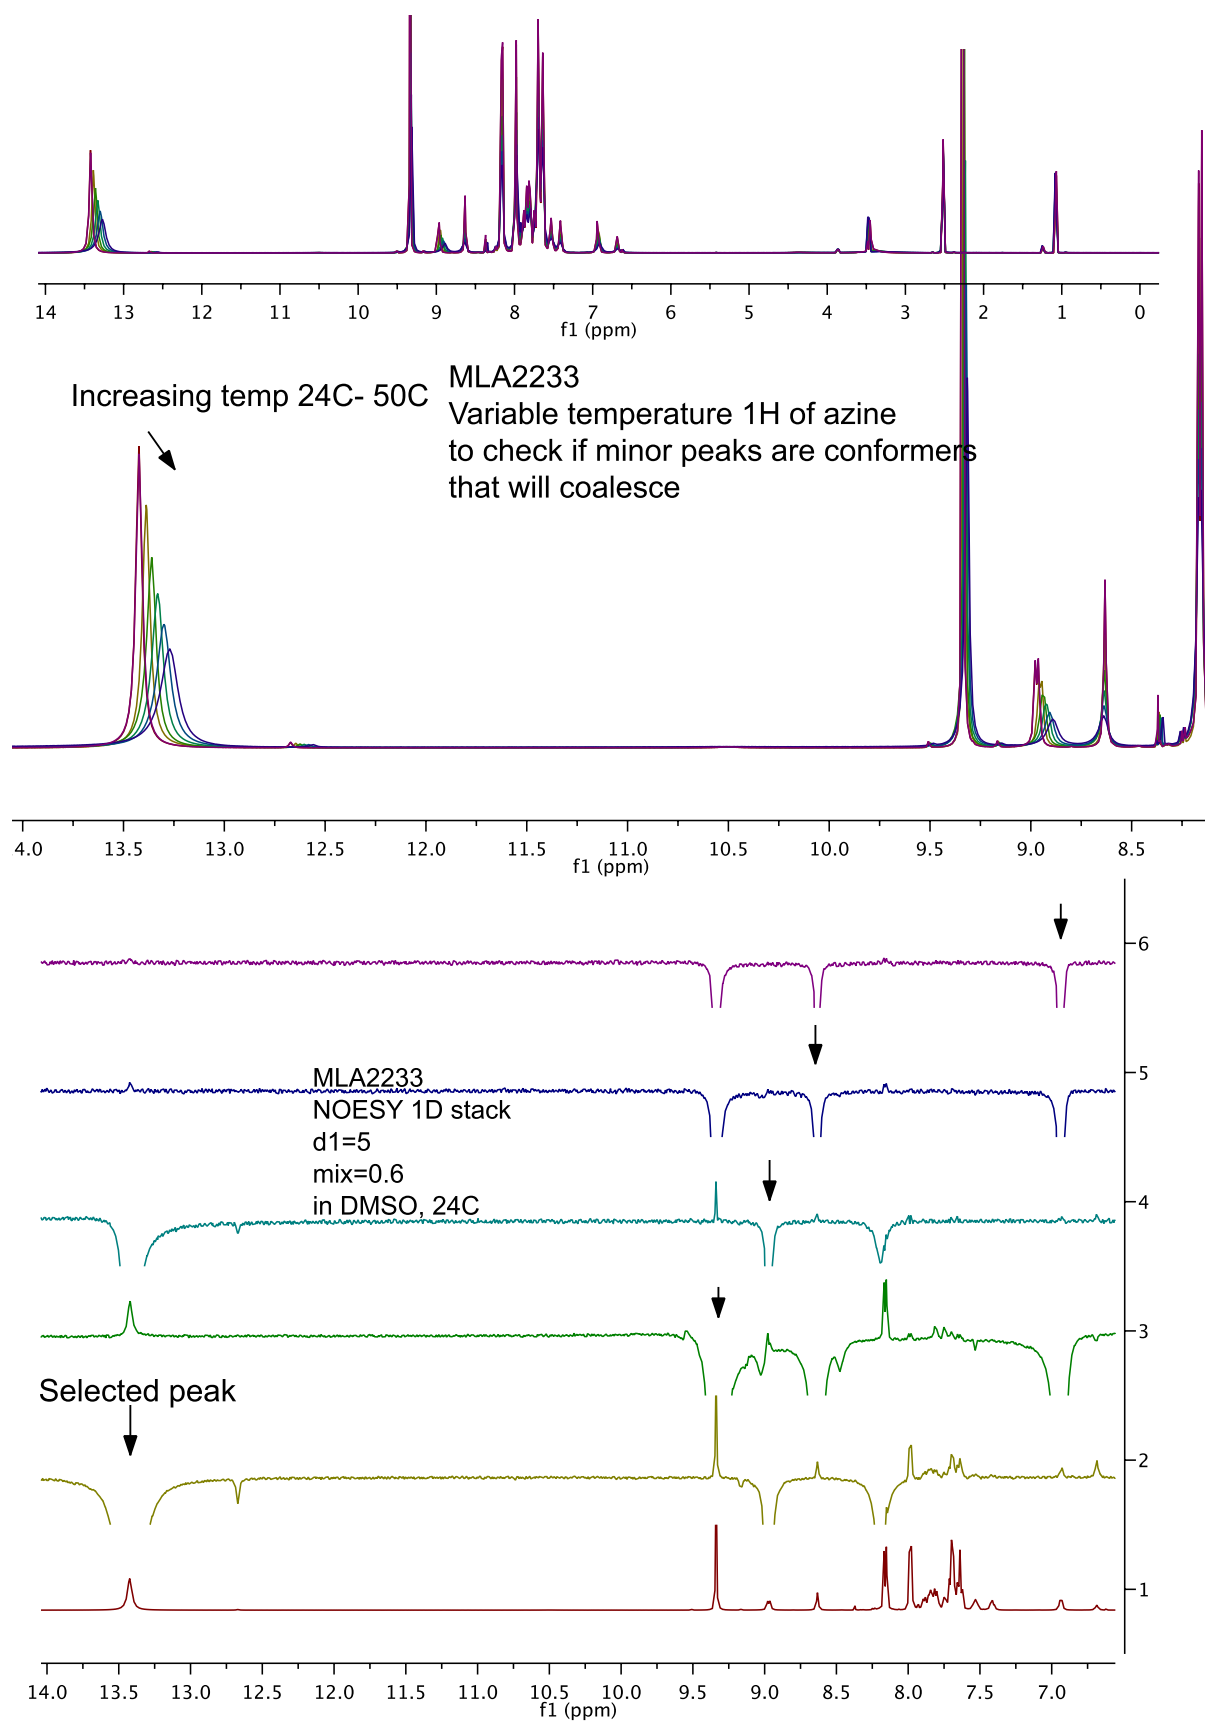 14 13 12 11 10 9 8 7 6 5 4 3 2 1 0
f1 (ppm)
Increasing temp 24C- 50C
MLA2233
Variable temperature 1H of azine
to check if minor peaks are conformers
that will coalesce
4.0 13.5 13.0 12.5 12.0 11.5 11.0 10.5 10.0 9.5 9.0 8.5
f1 (ppm)
6
5
MLA2233
NOESY 1D stack
d1=5
mix=0.6
in DMSO, 24C
4
3
Selected peak
2
1
14.0 13.5 13.0 12.5 12.0 11.5 11.0 10.5 10.0 9.5 9.0 8.5 8.0 7.5 7.0
f1 (ppm)